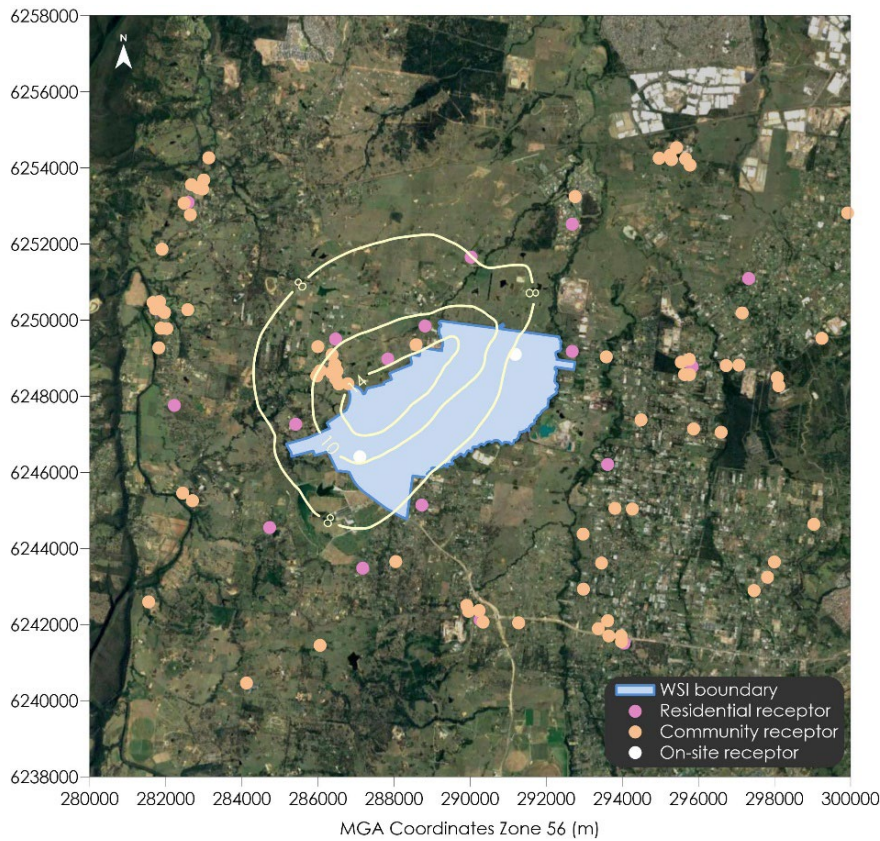 6258000
N
6256000
6254000
6252000
8
8
6250000
14
6248000
10
6246000
8
6244000
6242000
6240000
WSI boundary
Residential receptor
Community receptor
On-site receptor
6238000
280000 282000 284000 286000 288000 290000 292000 294000 296000 298000 300000
MGA Coordinates Zone 56 (m)